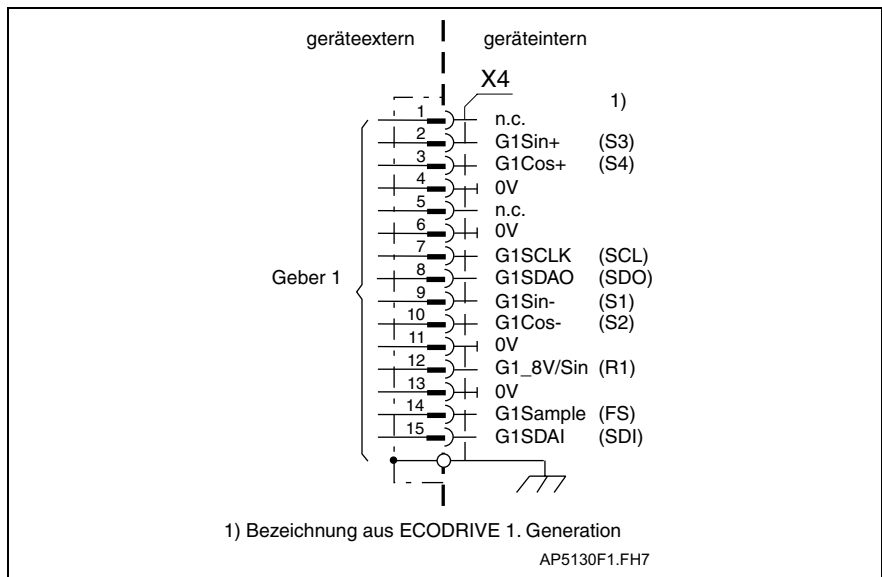 geräteextern geräteintern
X4
1)
1 n.c.
2 G1Sin+ (S3)
3 G1Cos+ (S4)
4 0V
5 n.c.
6 0V
7 G1SCLK (SCL)
Geber 1 8 G1SDAO (SDO)
9 G1Sin- (S1)
10 G1Cos- (S2)
11 0V
12 G1_8V/Sin (R1)
13 0V
14 G1Sample (FS)
15 G1SDAI (SDI)
1) Bezeichnung aus ECODRIVE 1. Generation
AP5130F1.FH7